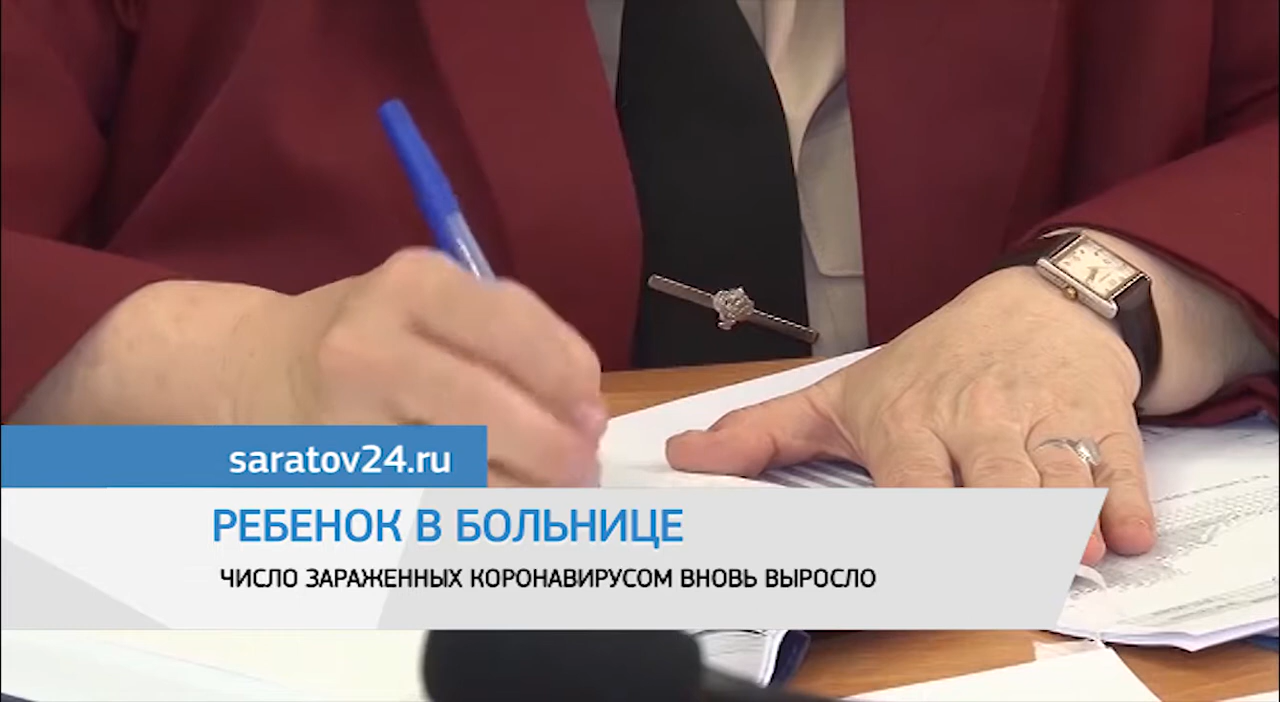 saratov24.ru
РЕБЕНОК В БОЛЬНИЦЕ
ЧИСЛО ЗАРАЖЕННЫХ КОРОНАВИРУСОМ ВНОВЬ ВЫРОСЛО